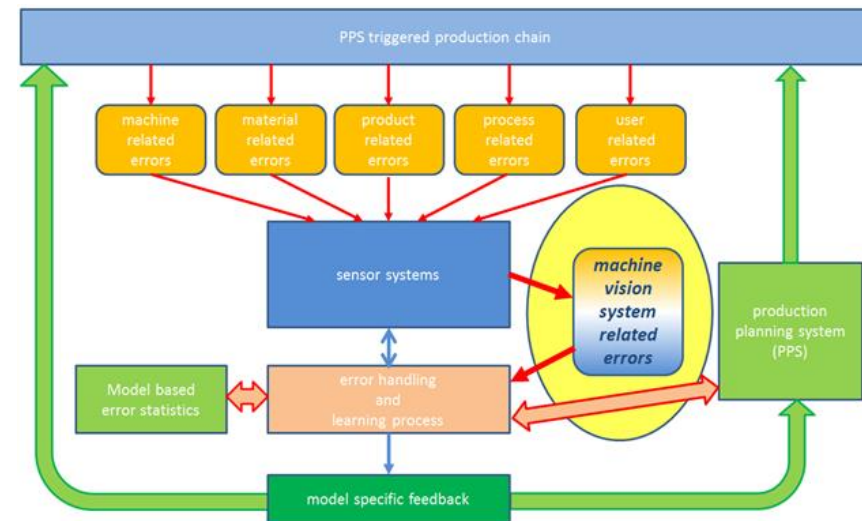 PPS triggered production chain
machine
related
errors
material
related
errors
product
related
errors
process
related
errors
user
related
errors
sensor systems
machine
vision
system
related
errors
production
planning system
(PPS)
Model based
error statistics
error handling
and
learning process
model specific feedback